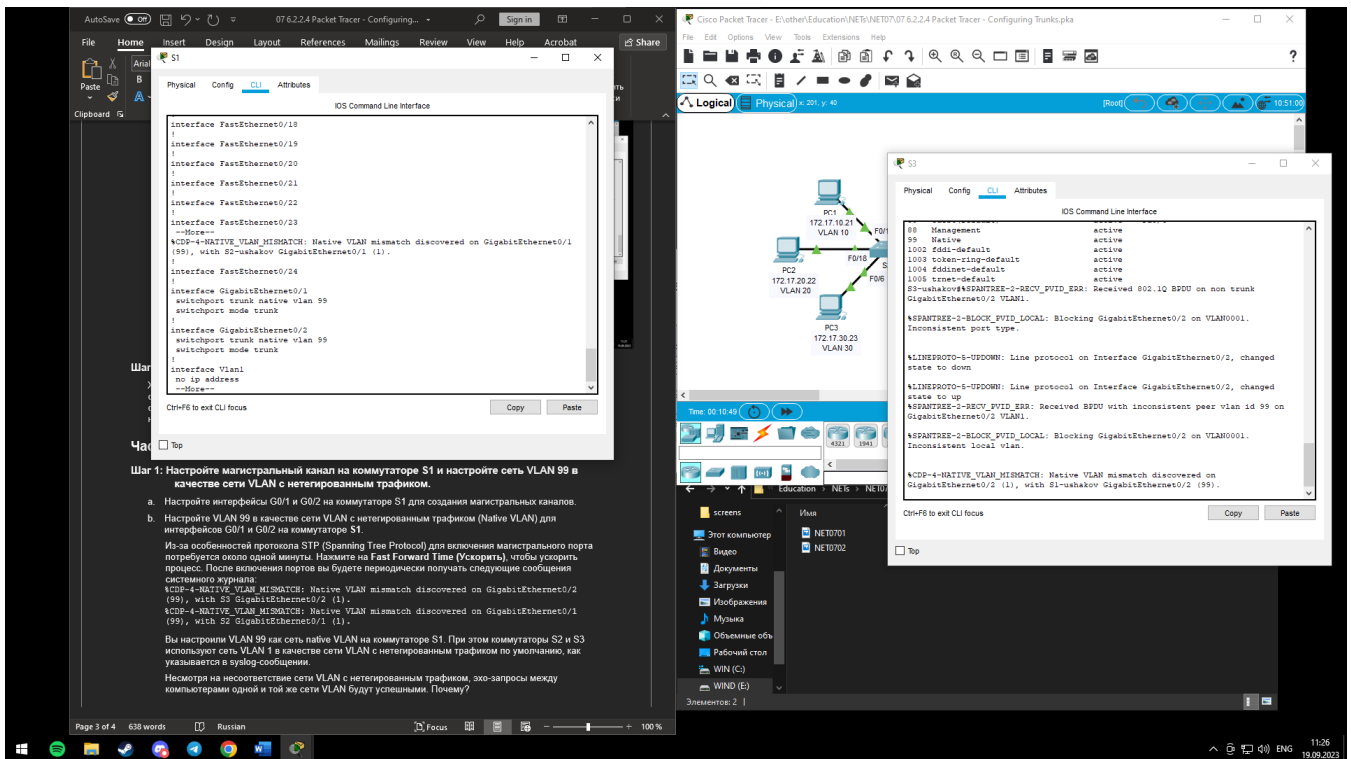 AutoSave Off
07 6.2.2.4 Packet Tracer - Configuring...
Sign in
File Home Insert Design Layout References Mailings Review View Help Acrobat
Share
Paste
Arial
B
A
Clipboard
S1
Physical Config CLI Attributes
IOS Command Line Interface
interface FastEthernet0/18
!
interface FastEthernet0/19
!
interface FastEthernet0/20
!
interface FastEthernet0/21
!
interface FastEthernet0/22
!
interface FastEthernet0/23
--More--
%CDP-4-NATIVE_VLAN_MISMATCH: Native VLAN mismatch discovered on GigabitEthernet0/1
(99), with S2-ushakov GigabitEthernet0/1 (1).
!
interface FastEthernet0/24
!
interface GigabitEthernet0/1
switchport trunk native vlan 99
switchport mode trunk
!
interface GigabitEthernet0/2
switchport trunk native vlan 99
switchport mode trunk
!
interface Vlan1
no ip address
--More--
Ctrl+F6 to exit CLI focus
Copy
Paste
Top
Шаг
Час
Шаг 1: Настройте магистральный канал на коммутаторе S1 и настройте сеть VLAN 99 в
качестве сети VLAN с нетегированным трафиком.
a. Настройте интерфейсы G0/1 и G0/2 на коммутаторе S1 для создания магистральных каналов.
b. Настройте VLAN 99 в качестве сети VLAN с нетегированным трафиком (Native VLAN) для
интерфейсов G0/1 и G0/2 на коммутаторе S1.
Из-за особенностей протокола STP (Spanning Tree Protocol) для включения магистрального порта
потребуется около одной минуты. Нажмите на Fast Forward Time (Ускорить), чтобы ускорить
процесс. После включения портов вы будете периодически получать следующие сообщения
системного журнала:
%CDP-4-NATIVE_VLAN_MISMATCH: Native VLAN mismatch discovered on GigabitEthernet0/2
(99), with S3 GigabitEthernet0/2 (1).
%CDP-4-NATIVE_VLAN_MISMATCH: Native VLAN mismatch discovered on GigabitEthernet0/1
(99), with S2 GigabitEthernet0/1 (1).
Вы настроили VLAN 99 как сеть native VLAN на коммутаторе S1. При этом коммутаторы S2 и S3
используют сеть VLAN 1 в качестве сети VLAN с нетегированным трафиком по умолчанию, как
указывается в syslog-сообщении.
Несмотря на несоответствие сети VLAN с нетегированным трафиком, эхо-запросы между
компьютерами одной и той же сети VLAN будут успешными. Почему?
Page 3 of 4 638 words Russian
Focus
100 %
Cisco Packet Tracer - E:\other\Education\NETs\NET07\07 6.2.2.4 Packet Tracer - Configuring Trunks.pka
File Edit Options View Tools Extensions Help
?
Logical
Physical
x: 201, y: 40
[Root]
10:51:00
PC1
172.17.10.21
VLAN 10
F0/1
PC2
172.17.20.22
VLAN 20
F0/18
F0/6
PC3
172.17.30.23
VLAN 30
Time: 00:10:49
4321
1941
S3
Physical Config CLI Attributes
IOS Command Line Interface
88 Management active
99 Native active
1002 fddi-default active
1003 token-ring-default active
1004 fddinet-default active
1005 trnet-default active
S3-ushakov#%SPANTREE-2-RECV_PVID_ERR: Received 802.1Q BPDU on non trunk
GigabitEthernet0/2 VLAN1.
%SPANTREE-2-BLOCK_PVID_LOCAL: Blocking GigabitEthernet0/2 on VLAN0001.
Inconsistent port type.
%LINEPROTO-5-UPDOWN: Line protocol on Interface GigabitEthernet0/2, changed
state to down
%LINEPROTO-5-UPDOWN: Line protocol on Interface GigabitEthernet0/2, changed
state to up
%SPANTREE-2-RECV_PVID_ERR: Received BPDU with inconsistent peer vlan id 99 on
GigabitEthernet0/2 VLAN1.
%SPANTREE-2-BLOCK_PVID_LOCAL: Blocking GigabitEthernet0/2 on VLAN0001.
Inconsistent local vlan.
%CDP-4-NATIVE_VLAN_MISMATCH: Native VLAN mismatch discovered on
GigabitEthernet0/2 (1), with S1-ushakov GigabitEthernet0/2 (99).
Ctrl+F6 to exit CLI focus
Copy
Paste
Top
Education > NETs > NET07
screens
Имя
Этот компьютер
NET0701
Видео
NET0702
Документы
Загрузки
Изображения
Музыка
Объемные объ
Рабочий стол
WIN (C:)
WIND (E:)
Элементов: 2
ENG
11:26
19.09.2023